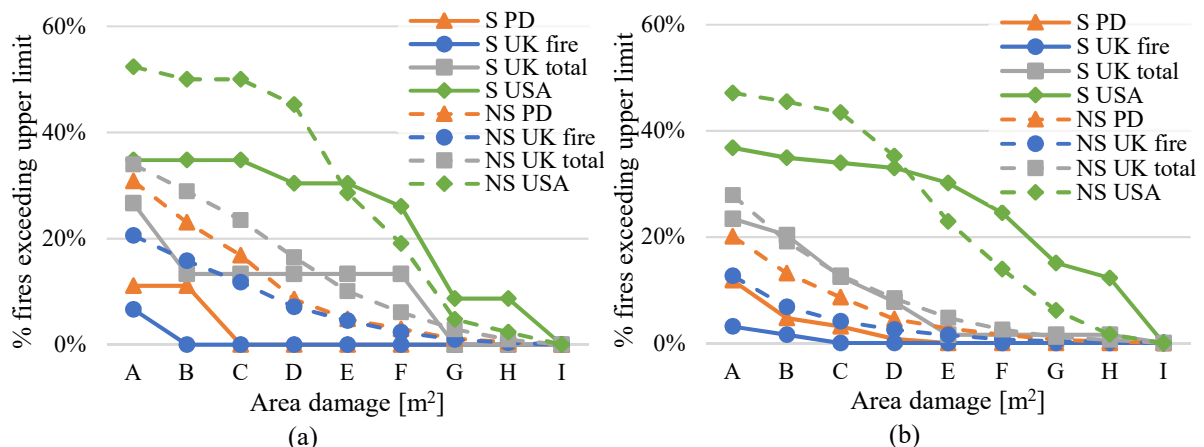 60%
40%
20%
0%
% fires exceeding upper limit
S PD
S UK fire
S UK total
S USA
NS PD
NS UK fire
NS UK total
NS USA
A B C D E F G H I
Area damage [m²]
(a)
60%
40%
20%
0%
% fires exceeding upper limit
S PD
S UK fire
S UK total
S USA
NS PD
NS UK fire
NS UK total
NS USA
A B C D E F G H I
Area damage [m²]
(b)